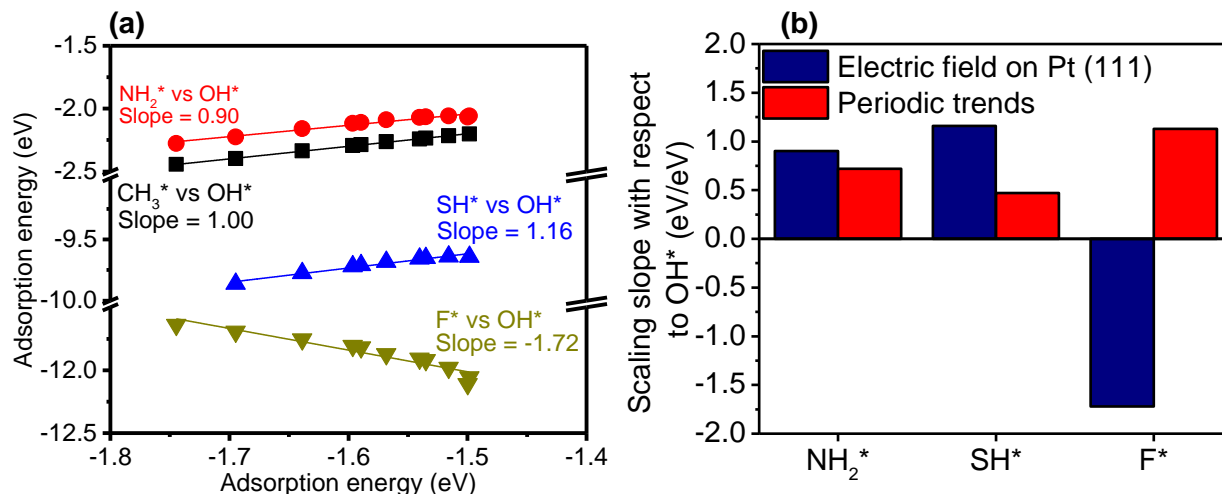 (a)
Adsorption energy (eV)
-1.5
-2.0
-2.5
-9.5
-10.0
-12.0
-12.5
NH₂* vs OH*
Slope = 0.90
CH₃* vs OH*
Slope = 1.00
SH* vs OH*
Slope = 1.16
F* vs OH*
Slope = -1.72
-1.8
-1.7
-1.6
-1.5
-1.4
Adsorption energy (eV)
(b)
Scaling slope with respect
to OH* (eV/eV)
2.0
1.5
1.0
0.5
0.0
-0.5
-1.0
-1.5
-2.0
Electric field on Pt (111)
Periodic trends
NH₂*
SH*
F*